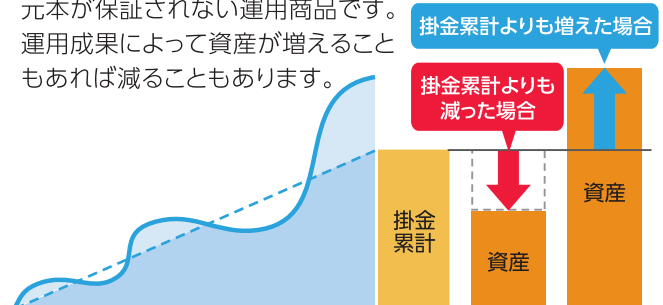 元本が保証されない運用商品です。
運用成果によって資産が増えること
もあれば減ることもあります。
掛金累計よりも増えた場合
掛金累計よりも
減った場合
掛金
累計
資産
資産